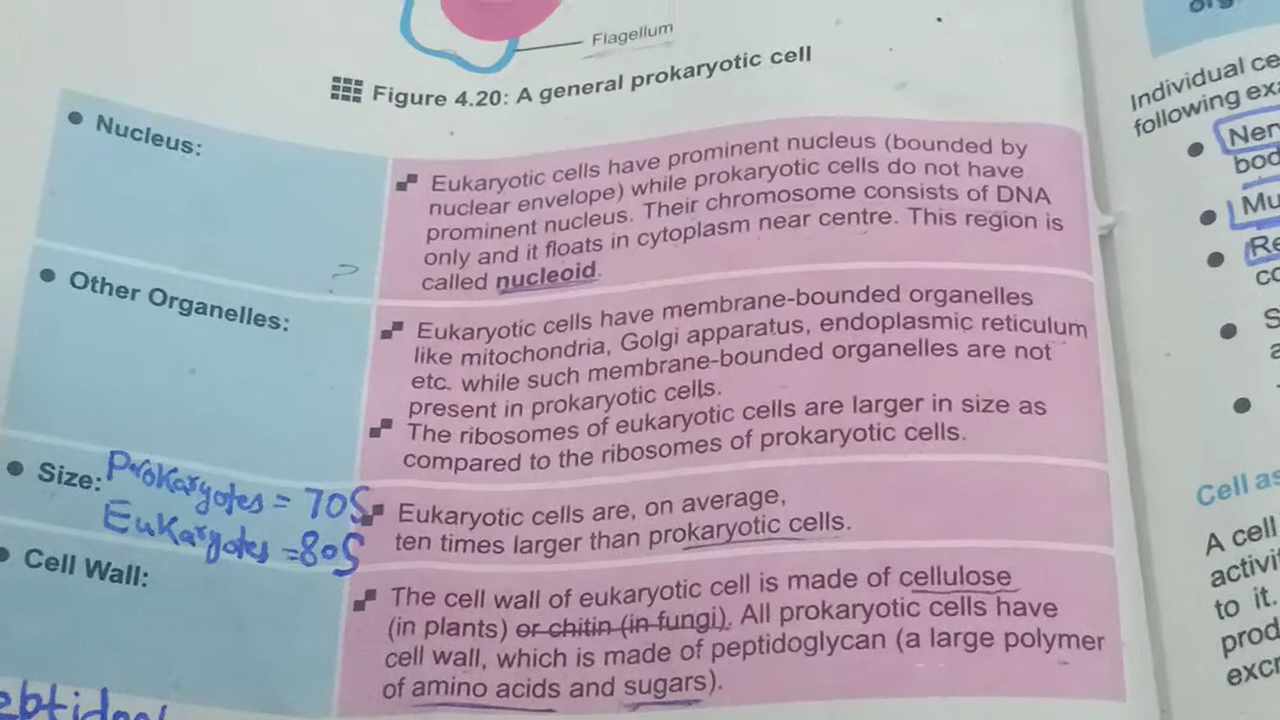 Flagellum
Figure 4.20: A general prokaryotic cell
• Nucleus:
Eukaryotic cells have prominent nucleus (bounded by
nuclear envelope) while prokaryotic cells do not have
prominent nucleus. Their chromosome consists of DNA
only and it floats in cytoplasm near centre. This region is
called nucleoid.
?
• Other Organelles:
Eukaryotic cells have membrane-bounded organelles
like mitochondria, Golgi apparatus, endoplasmic reticulum
etc. while such membrane-bounded organelles are not
present in prokaryotic cells.
The ribosomes of eukaryotic cells are larger in size as
compared to the ribosomes of prokaryotic cells.
• Size:
Prokaryotes = 70S
Eukaryotes = 80S
Eukaryotic cells are, on average,
ten times larger than prokaryotic cells.
• Cell Wall:
The cell wall of eukaryotic cell is made of cellulose
(in plants) or chitin (in fungi). All prokaryotic cells have
cell wall, which is made of peptidoglycan (a large polymer
of amino acids and sugars).
Individual
following
•
•
•
•
•
Cell
A cell
to it.